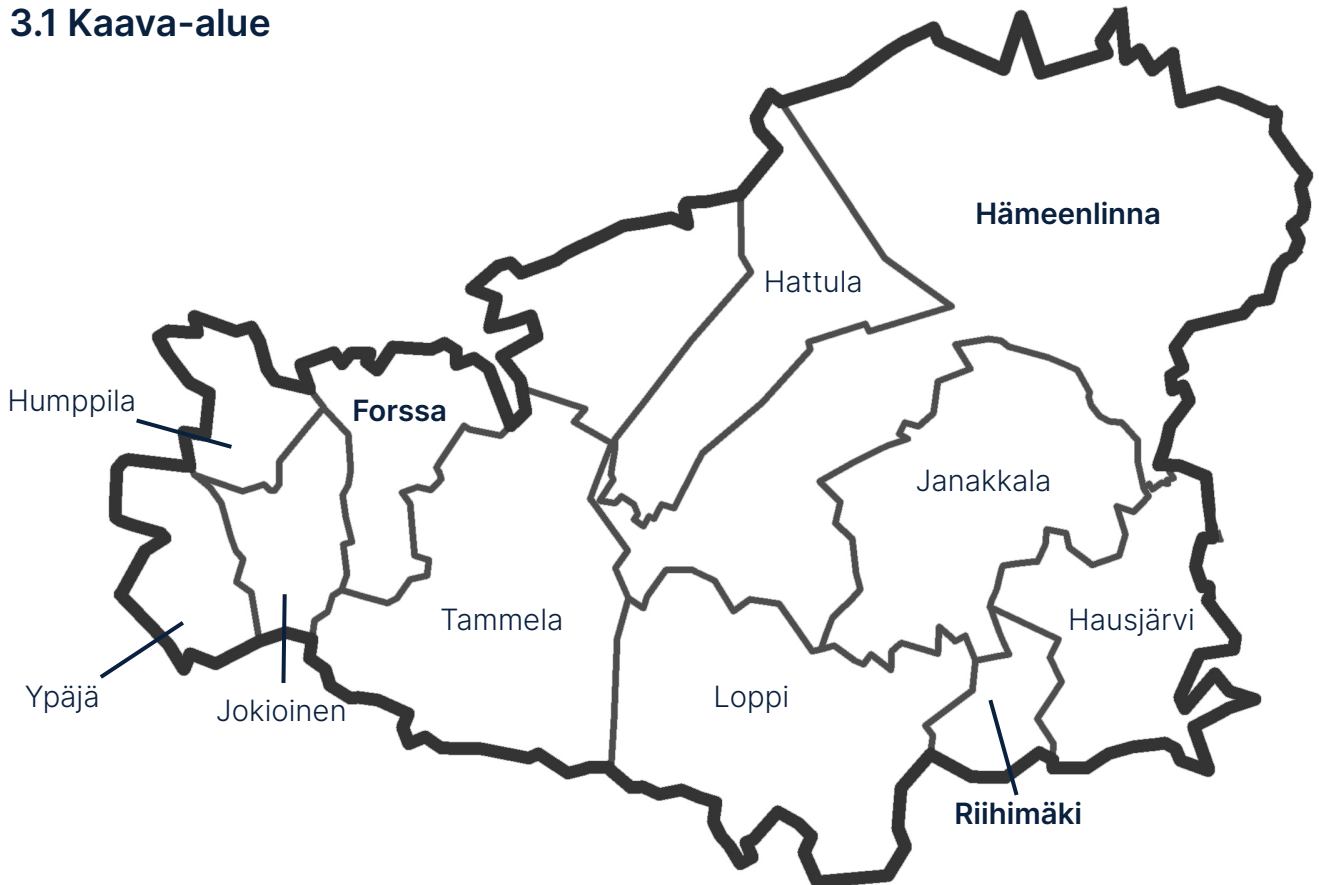 3.1 Kaava-alue
Hämeenlinna
Hattula
Humppila
Forssa
Janakkala
Tammela
Hausjärvi
Ypäjä
Jokioinen
Loppi
Riihimäki